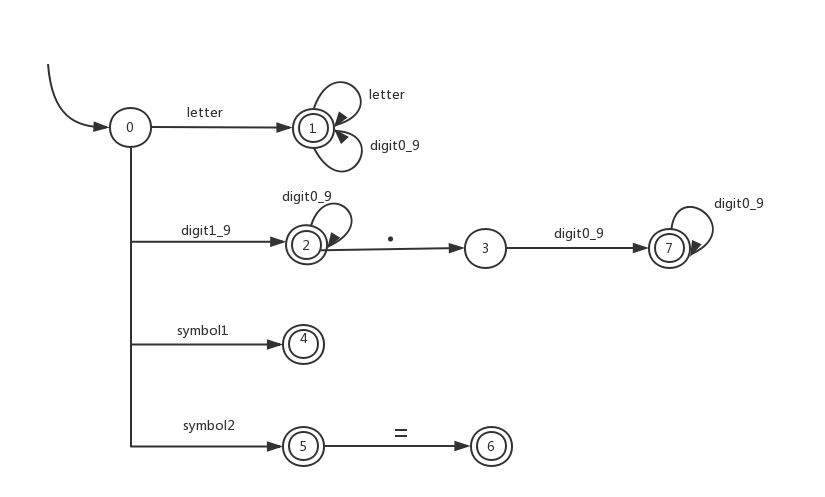 letter
letter
0
1
digit0_9
digit0_9
digit0_9
digit1_9
.
digit0_9
2
3
7
symbol1
4
symbol2
=
5
6